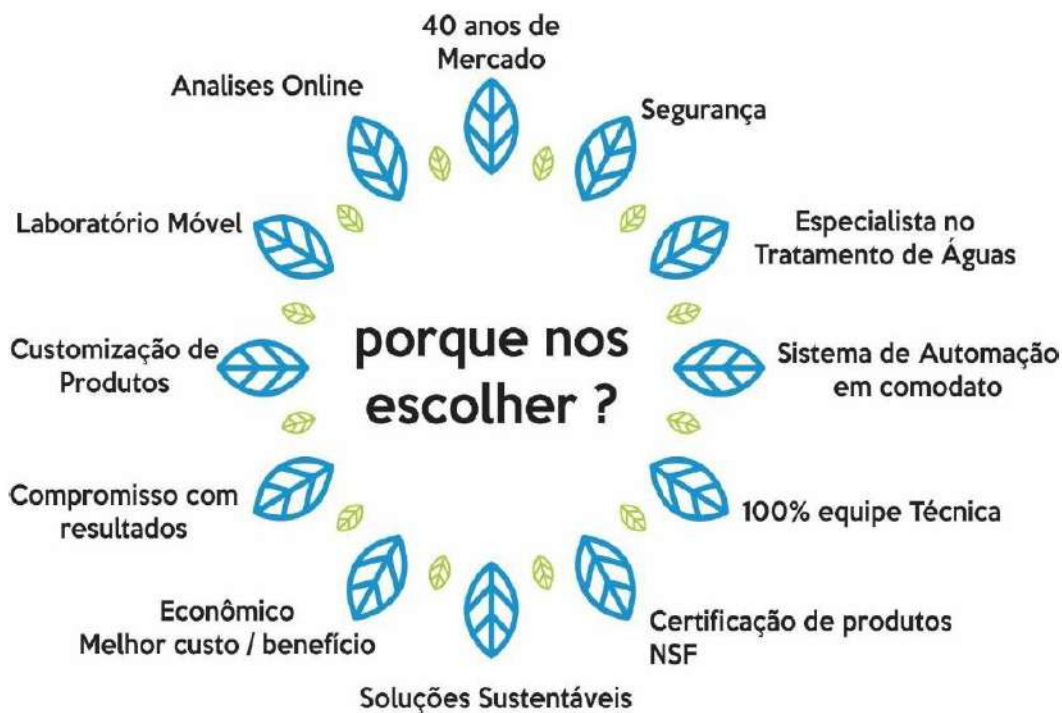 40 anos de
Mercado
Segurança
Especialista no
Tratamento de Águas
Sistema de Automação
em comodato
100% equipe Técnica
Certificação de produtos
NSF
Soluções Sustentáveis
Econômico
Melhor custo / benefício
Compromisso com
resultados
Customização de
Produtos
Laboratório Móvel
Analises Online
porque nos
escolher ?